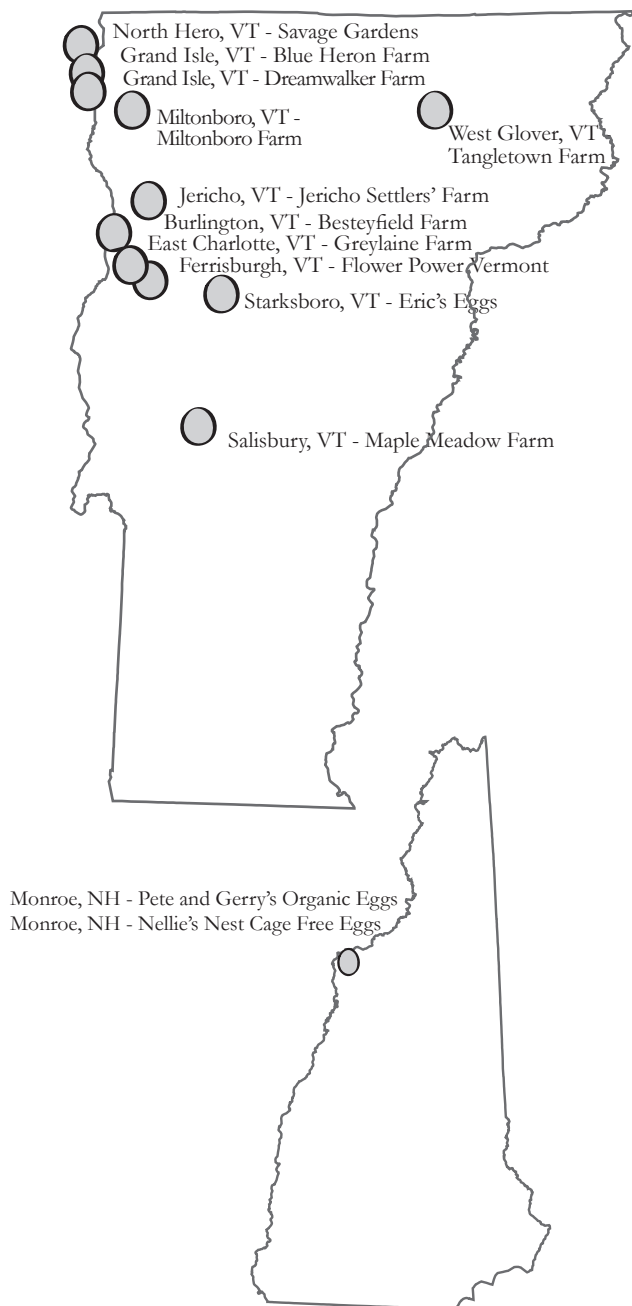 North Hero, VT - Savage Gardens
Grand Isle, VT - Blue Heron Farm
Grand Isle, VT - Dreamwalker Farm
Miltonboro, VT -
Miltonboro Farm
West Glover, VT
Tangletown Farm
Jericho, VT - Jericho Settlers' Farm
Burlington, VT - Besteyfield Farm
East Charlotte, VT - Greylaine Farm
Ferrisburgh, VT - Flower Power Vermont
Starksboro, VT - Eric's Eggs
Salisbury, VT - Maple Meadow Farm
Monroe, NH - Pete and Gerry's Organic Eggs
Monroe, NH - Nellie's Nest Cage Free Eggs